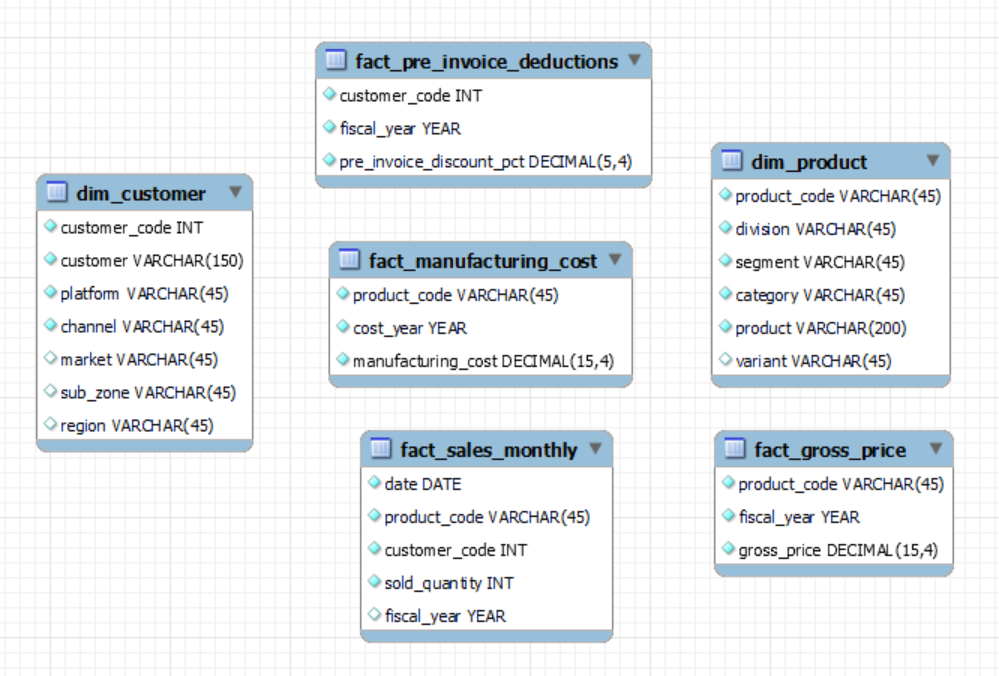 fact_pre_invoice_deductions
customer_code INT
fiscal_year YEAR
pre_invoice_discount_pct DECIMAL(5,4)
dim_customer
customer_code INT
customer VARCHAR(150)
platform VARCHAR(45)
channel VARCHAR(45)
market VARCHAR(45)
sub_zone VARCHAR(45)
region VARCHAR(45)
fact_manufacturing_cost
product_code VARCHAR(45)
cost_year YEAR
manufacturing_cost DECIMAL(15,4)
dim_product
product_code VARCHAR(45)
division VARCHAR(45)
segment VARCHAR(45)
category VARCHAR(45)
product VARCHAR(200)
variant VARCHAR(45)
fact_sales_monthly
date DATE
product_code VARCHAR(45)
customer_code INT
sold_quantity INT
fiscal_year YEAR
fact_gross_price
product_code VARCHAR(45)
fiscal_year YEAR
gross_price DECIMAL(15,4)